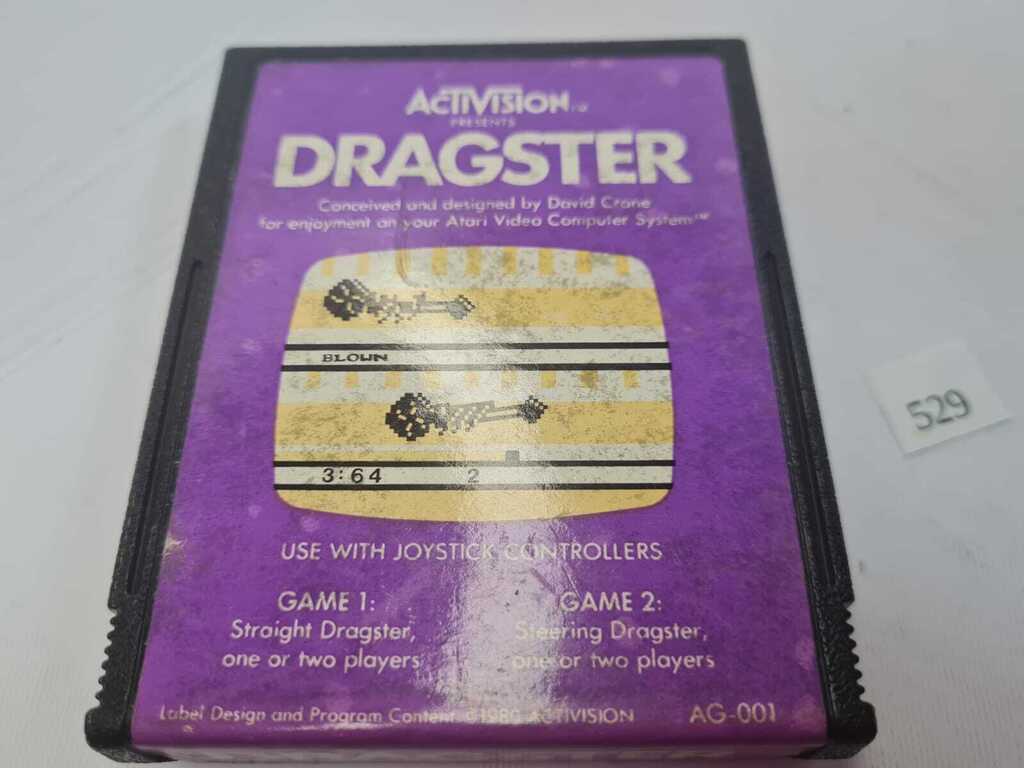 ACTIVISION™
PRESENTS
DRAGSTER
Conceived and designed by David Crane
for enjoyment on your Atari Video Computer System™
BLOWN
3:64 2
USE WITH JOYSTICK CONTROLLERS
GAME 1:
Straight Dragster,
one or two players
GAME 2:
Steering Dragster,
one or two players
Label Design and Program Content ©1980 ACTIVISION AG-001
529